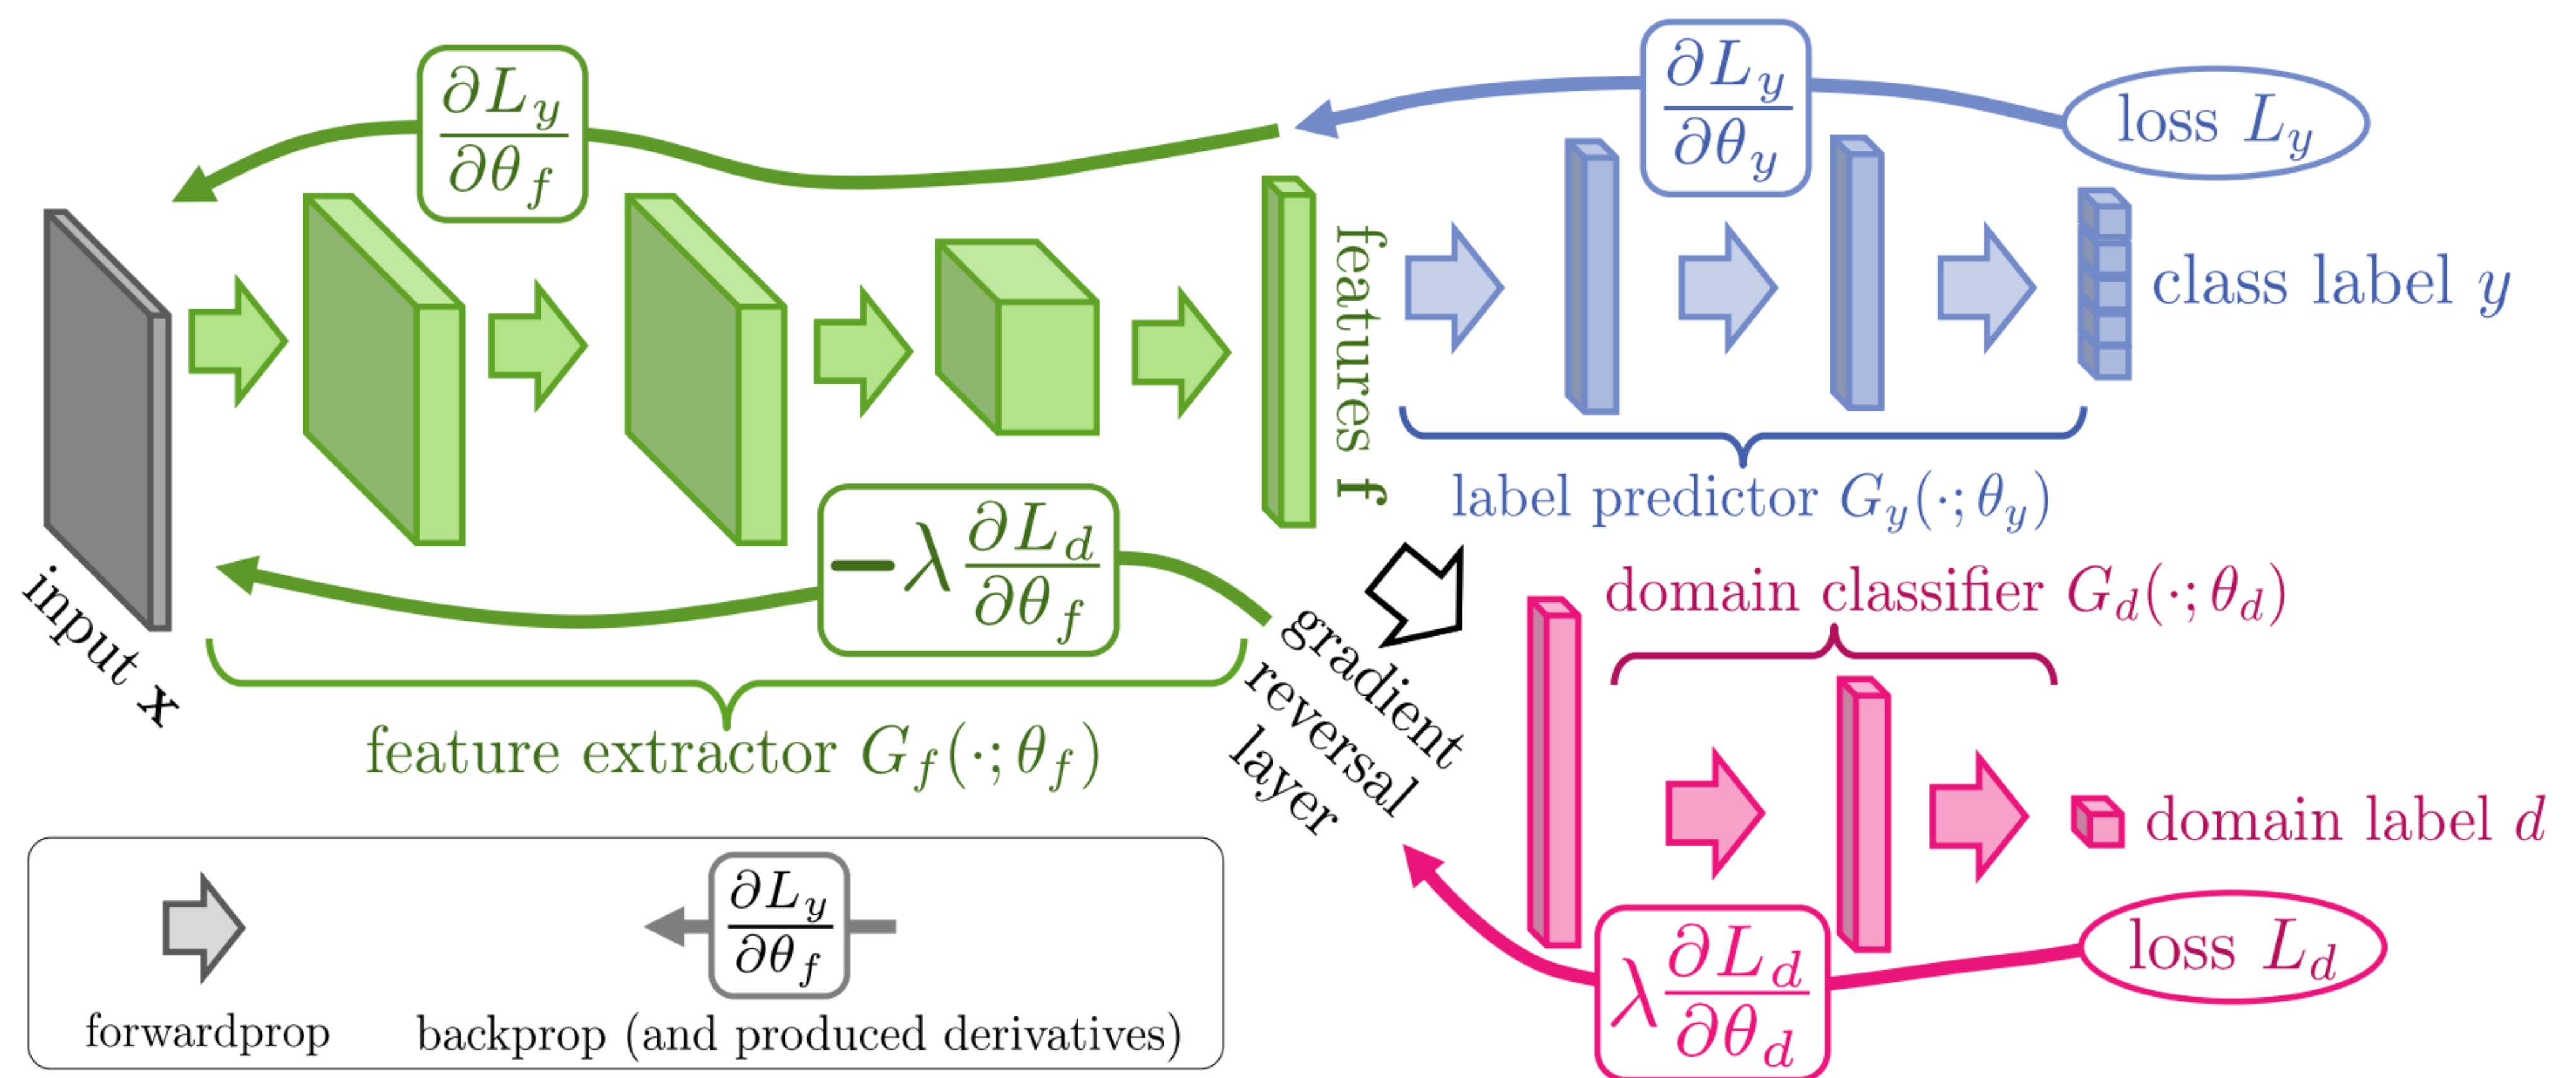 ∂L_y/∂θ_f
∂L_y/∂θ_y
loss L_y
features f
class label y
label predictor G_y(·; θ_y)
input x
−λ ∂L_d/∂θ_f
feature extractor G_f(·; θ_f)
gradient
reversal
layer
domain classifier G_d(·; θ_d)
domain label d
loss L_d
λ ∂L_d/∂θ_d
∂L_y/∂θ_f
forwardprop
backprop (and produced derivatives)